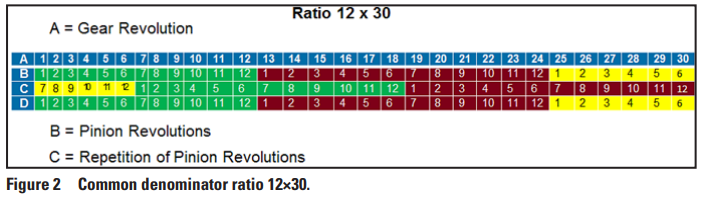 Ratio 12 x 30
A = Gear Revolution
A 1 2 3 4 5 6 7 8 9 10 11 12 13 14 15 16 17 18 19 20 21 22 23 24 25 26 27 28 29 30
B 1 2 3 4 5 6 7 8 9 10 11 12 1 2 3 4 5 6 7 8 9 10 11 12 1 2 3 4 5 6
C 7 8 9 10 11 12 1 2 3 4 5 6 7 8 9 10 11 12 1 2 3 4 5 6 7 8 9 10 11 12
D 1 2 3 4 5 6 7 8 9 10 11 12 1 2 3 4 5 6 7 8 9 10 11 12 1 2 3 4 5 6
B = Pinion Revolutions
C = Repetition of Pinion Revolutions
Figure 2 Common denominator ratio 12×30.